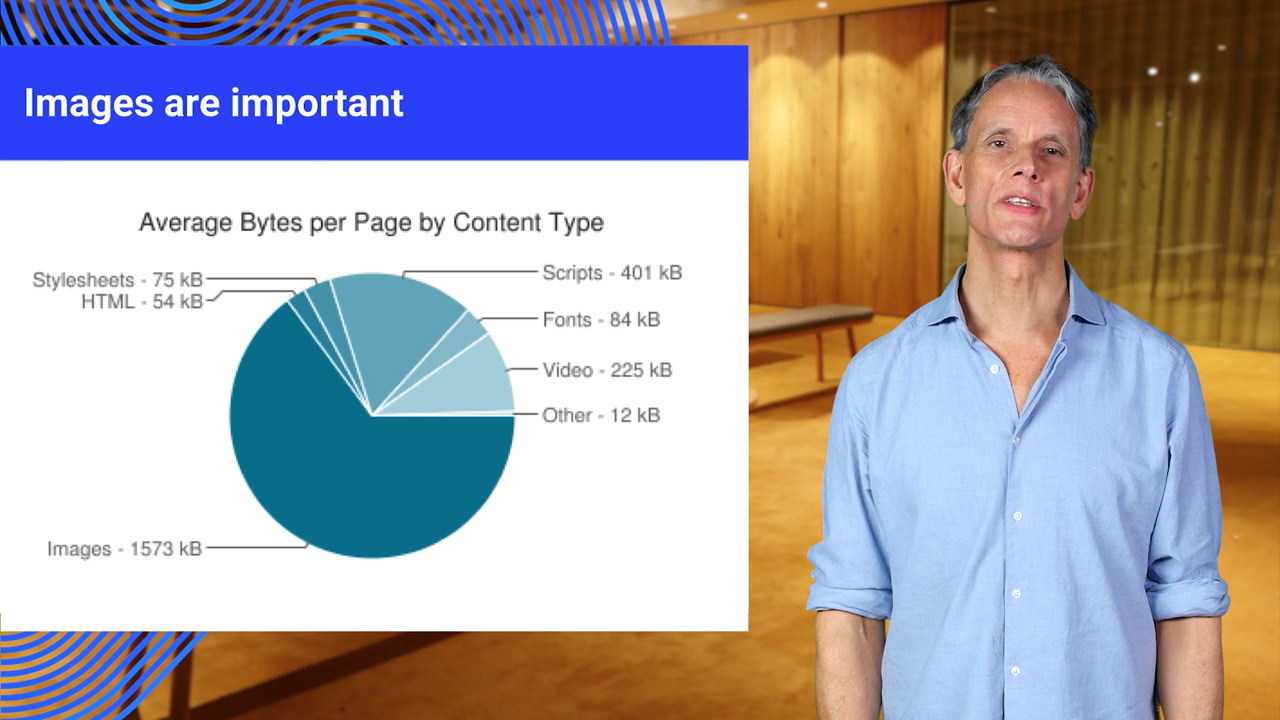 Images are important
Average Bytes per Page by Content Type
Stylesheets - 75 kB
HTML - 54 kB
Scripts - 401 kB
Fonts - 84 kB
Video - 225 kB
Other - 12 kB
Images - 1573 kB